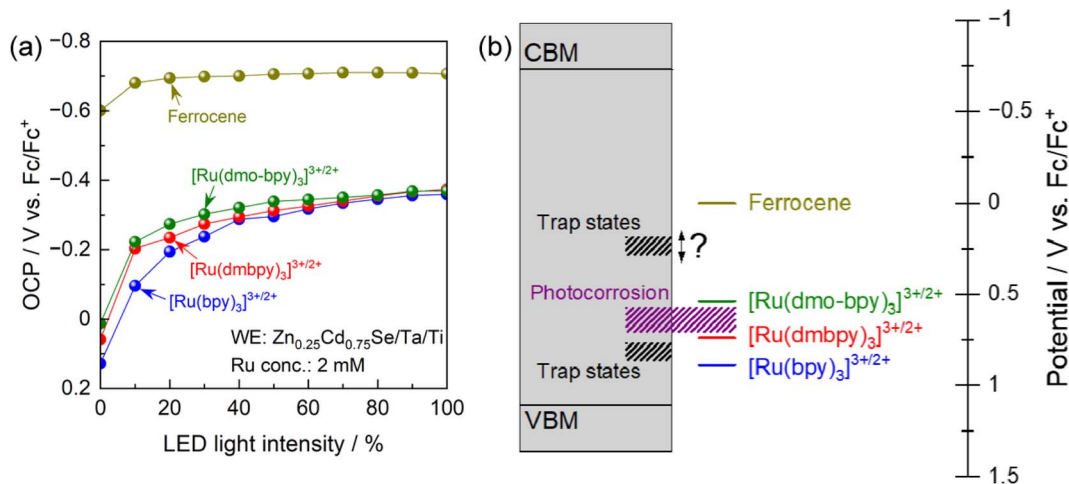 (a)
−0.8
−0.6
−0.4
−0.2
0
0.2
OCP / V vs. Fc/Fc⁺
Ferrocene
[Ru(dmo-bpy)₃]³⁺/²⁺
[Ru(dmbpy)₃]³⁺/²⁺
[Ru(bpy)₃]³⁺/²⁺
WE: Zn₀.₂₅Cd₀.₇₅Se/Ta/Ti
Ru conc.: 2 mM
0 20 40 60 80 100
LED light intensity / %
(b)
CBM
Trap states
?
Photocorrosion
Trap states
VBM
Ferrocene
[Ru(dmo-bpy)₃]³⁺/²⁺
[Ru(dmbpy)₃]³⁺/²⁺
[Ru(bpy)₃]³⁺/²⁺
−1
−0.5
0
0.5
1
1.5
Potential / V vs. Fc/Fc⁺